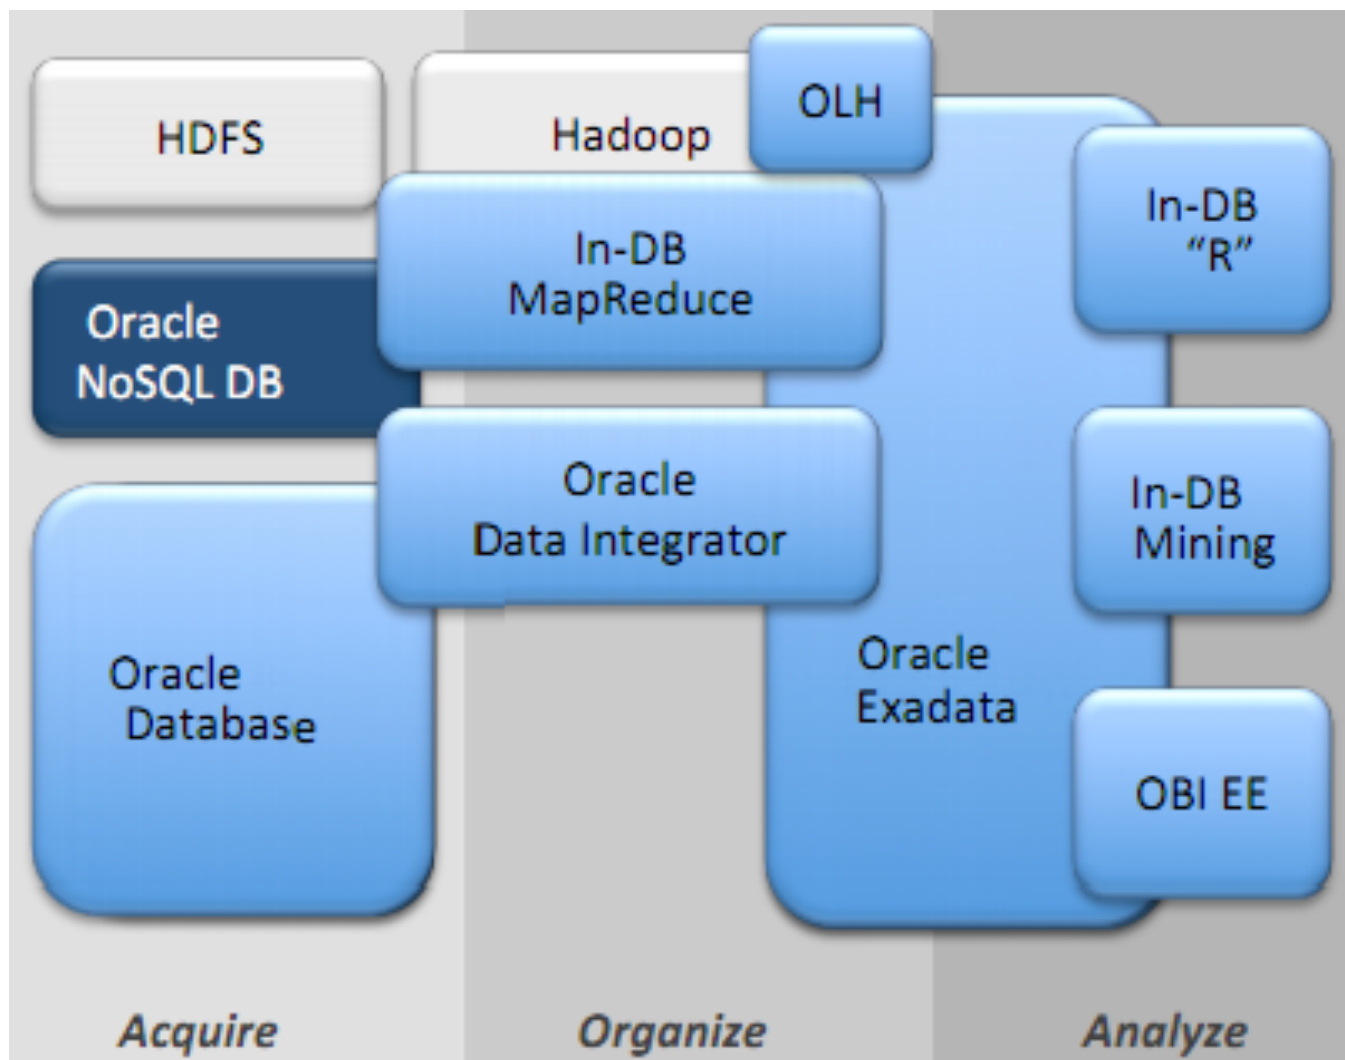 HDFS
Hadoop
OLH
In-DB
MapReduce
In-DB
“R”
Oracle
NoSQL DB
Oracle
Data Integrator
In-DB
Mining
Oracle
Database
Oracle
Exadata
OBI EE
Acquire
Organize
Analyze